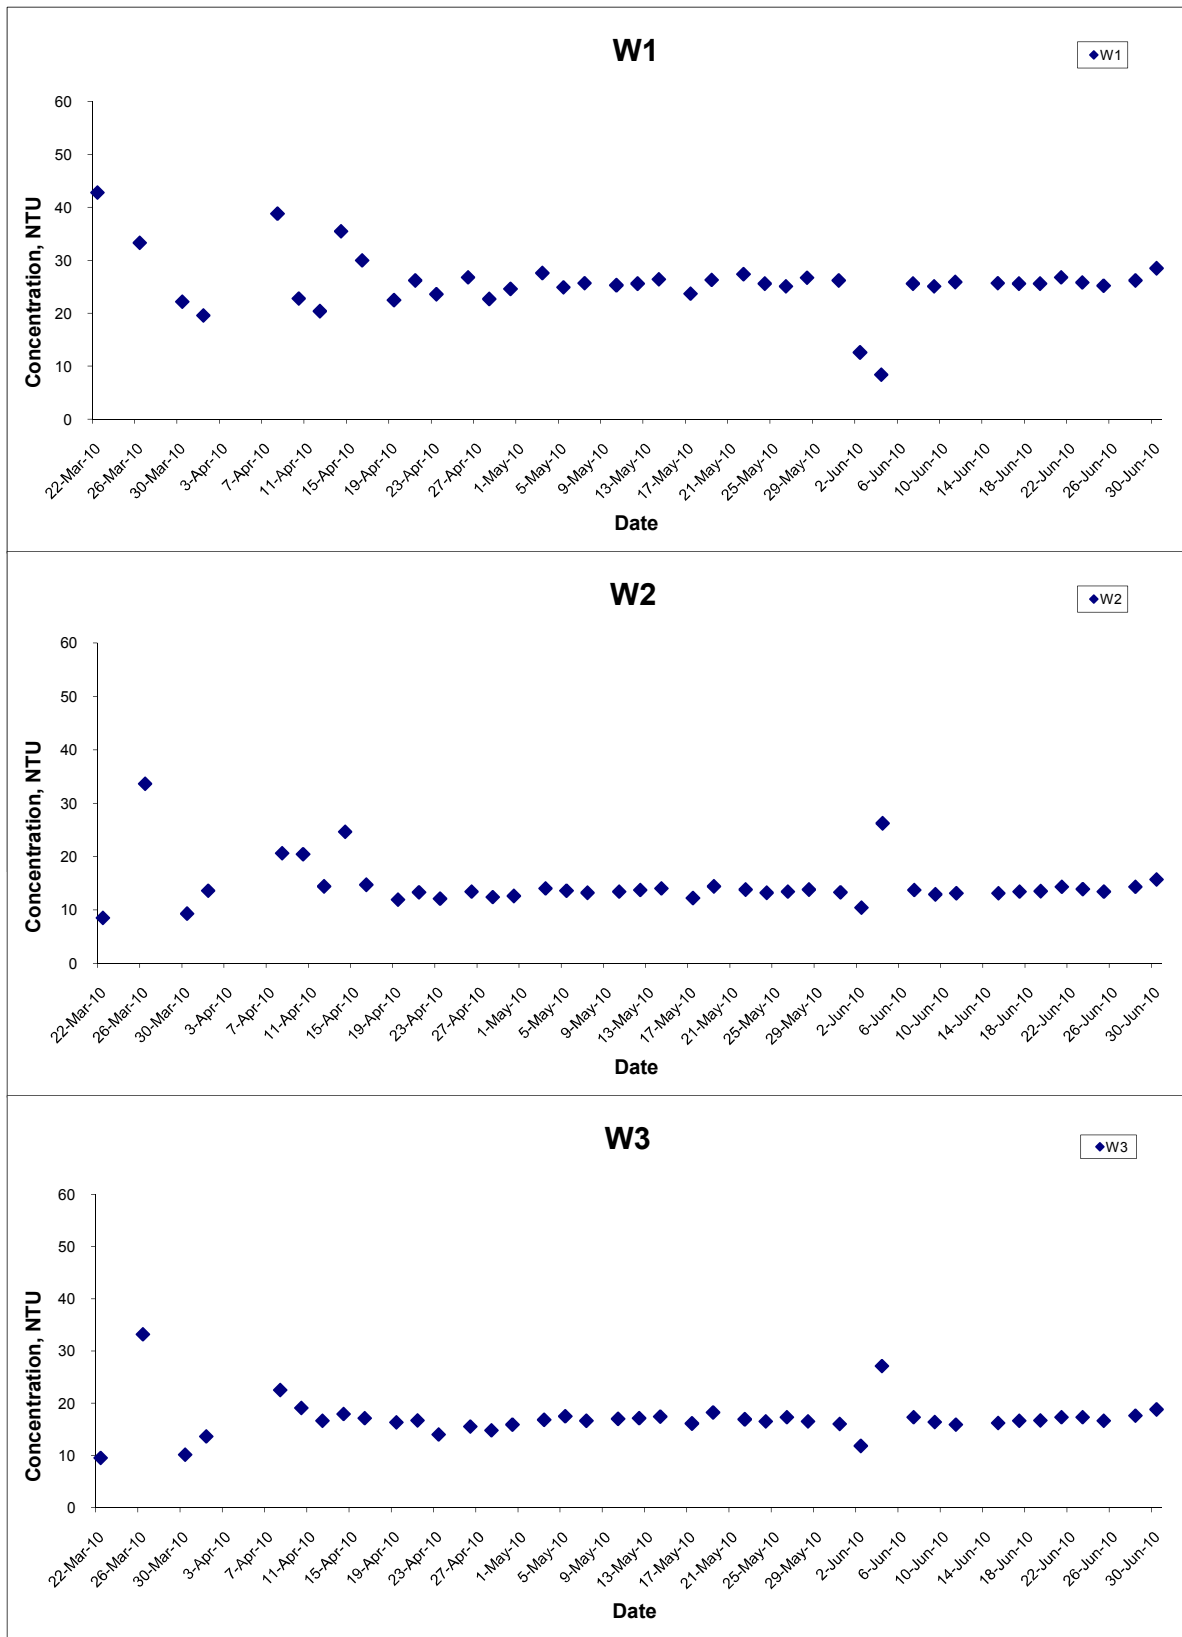 W1
W1
60
50
40
30
20
10
0
Concentration, NTU
22-Mar-10 26-Mar-10 30-Mar-10 3-Apr-10 7-Apr-10 11-Apr-10 15-Apr-10 19-Apr-10 23-Apr-10 27-Apr-10 1-May-10 5-May-10 9-May-10 13-May-10 17-May-10 21-May-10 25-May-10 29-May-10 2-Jun-10 6-Jun-10 10-Jun-10 14-Jun-10 18-Jun-10 22-Jun-10 26-Jun-10 30-Jun-10
Date
W2
W2
60
50
40
30
20
10
0
Concentration, NTU
22-Mar-10 26-Mar-10 30-Mar-10 3-Apr-10 7-Apr-10 11-Apr-10 15-Apr-10 19-Apr-10 23-Apr-10 27-Apr-10 1-May-10 5-May-10 9-May-10 13-May-10 17-May-10 21-May-10 25-May-10 29-May-10 2-Jun-10 6-Jun-10 10-Jun-10 14-Jun-10 18-Jun-10 22-Jun-10 26-Jun-10 30-Jun-10
Date
W3
W3
60
50
40
30
20
10
0
Concentration, NTU
22-Mar-10 26-Mar-10 30-Mar-10 3-Apr-10 7-Apr-10 11-Apr-10 15-Apr-10 19-Apr-10 23-Apr-10 27-Apr-10 1-May-10 5-May-10 9-May-10 13-May-10 17-May-10 21-May-10 25-May-10 29-May-10 2-Jun-10 6-Jun-10 10-Jun-10 14-Jun-10 18-Jun-10 22-Jun-10 26-Jun-10 30-Jun-10
Date